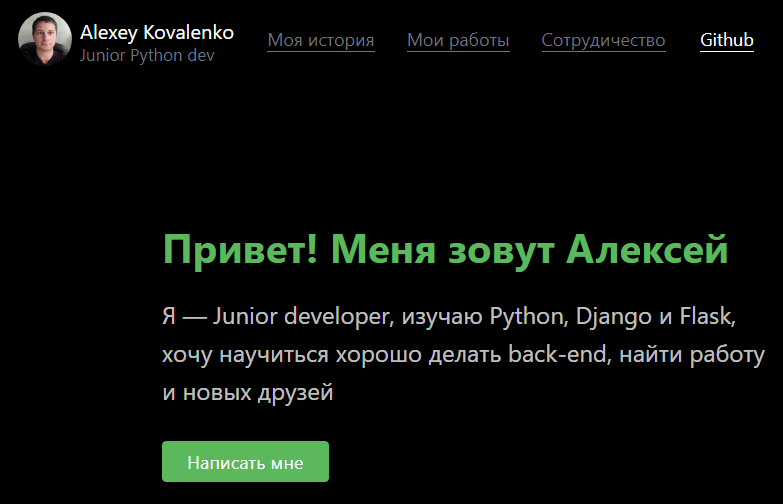 Alexey Kovalenko
Junior Python dev
Моя история
Мои работы
Сотрудичество
Github
Привет! Меня зовут Алексей
Я — Junior developer, изучаю Python, Django и Flask,
хочу научиться хорошо делать back-end, найти работу
и новых друзей
Написать мне